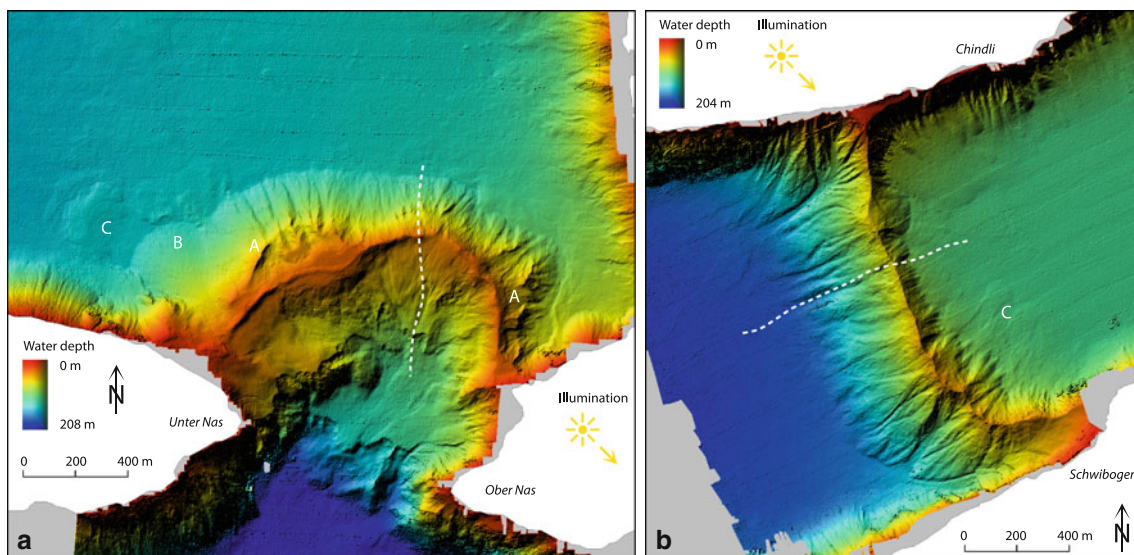 C
B
A
A
Water depth
0 m
208 m
N
Unter Nas
Illumination
Ober Nas
0 200 400 m
a
Water depth
0 m
204 m
Illumination
Chindli
C
Schwiboger
N
0 200 400 m
b